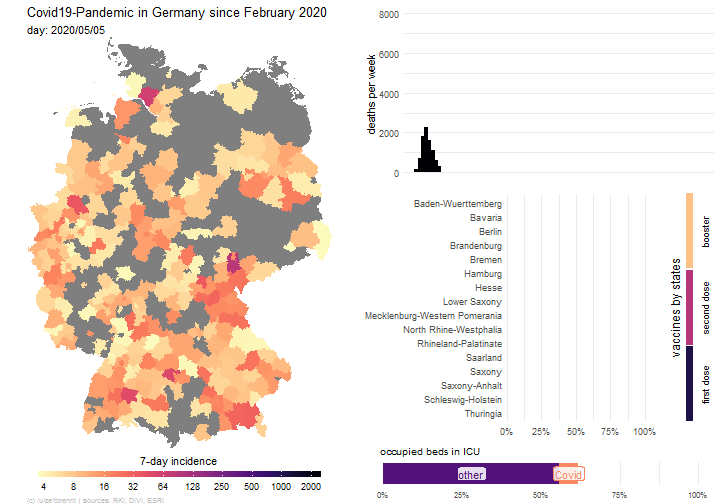 Covid19-Pandemic in Germany since February 2020
day: 2020/05/05
7-day incidence
4 8 16 32 64 128 250 500 1000 2000
(c) /u/zeitbrennt | sources: RKI, DIVI, ESRI
deaths per week
8000
6000
4000
2000
0
Baden-Wuerttemberg
Bavaria
Berlin
Brandenburg
Bremen
Hamburg
Hesse
Lower Saxony
Mecklenburg-Western Pomerania
North Rhine-Westphalia
Rhineland-Palatinate
Saarland
Saxony
Saxony-Anhalt
Schleswig-Holstein
Thuringia
0% 25% 50% 75% 100%
vaccines by states
booster
second dose
first dose
occupied beds in ICU
other
Covid
0% 25% 50% 75% 100%